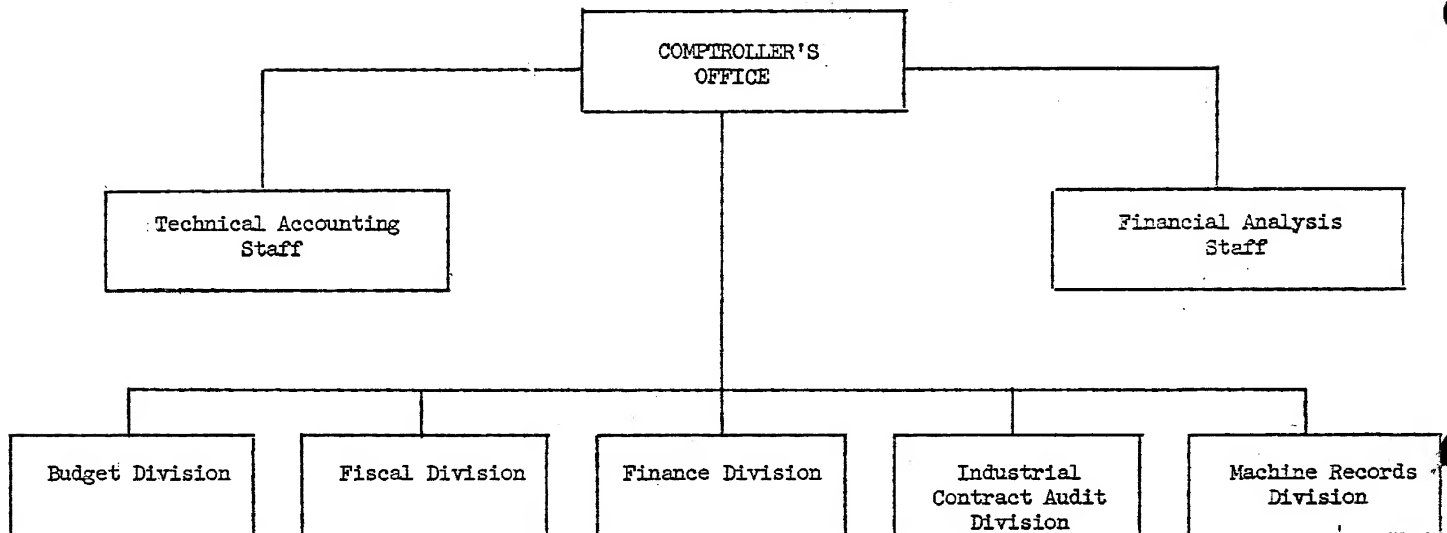 COMPTROLLER'S
OFFICE
Technical Accounting
Staff
Financial Analysis
Staff
Budget Division
Fiscal Division
Finance Division
Industrial
Contract Audit
Division
Machine Records
Division